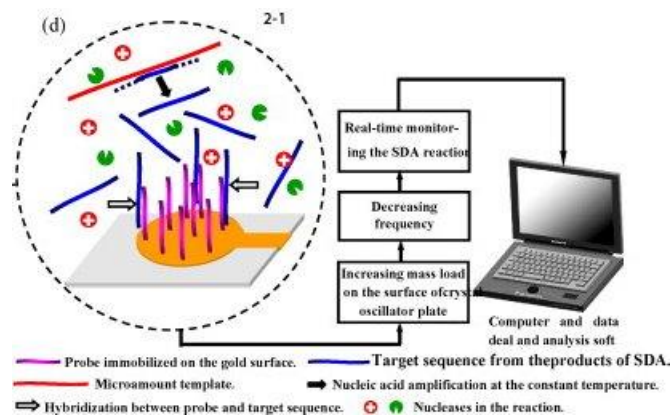 (d)
2-1
Real-time monitor-
ing the SDA reaction
Decreasing
frequency
Increasing mass load
on the surface ofcrystal
oscillator plate
Computer and data
deal and analysis soft
Probe immobilized on the gold surface.
Target sequence from theproducts of SDA.
Microamount template.
Nucleic acid amplification at the constant temperature.
Hybridization between probe and target sequence.
Nucleases in the reaction.